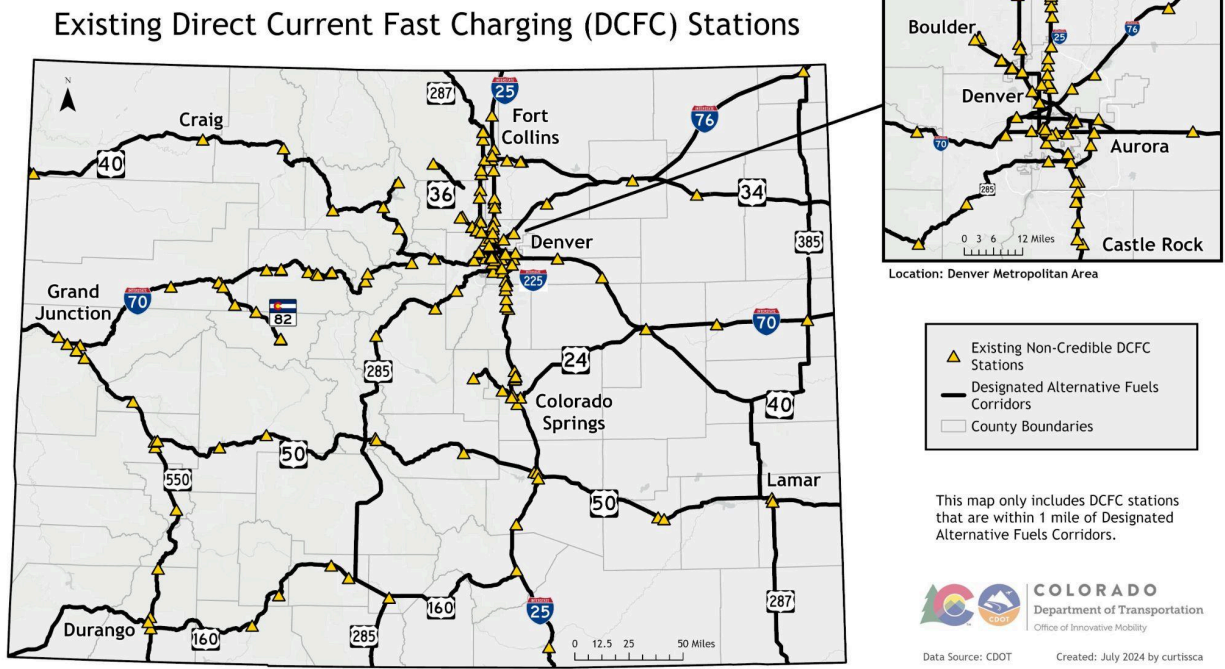 Existing Direct Current Fast Charging (DCFC) Stations
N
287
25
Fort
Collins
76
Craig
40
36
34
Denver
385
225
Grand
Junction
70
82
70
24
285
Colorado
Springs
40
50
550
Lamar
50
287
Durango
160
285
160
25
0 12.5 25 50 Miles
Boulder
25
76
Denver
70
Aurora
285
0 3 6 12 Miles
Castle Rock
Location: Denver Metropolitan Area
Existing Non-Credible DCFC
Stations
Designated Alternative Fuels
Corridors
County Boundaries
This map only includes DCFC stations
that are within 1 mile of Designated
Alternative Fuels Corridors.
CDOT
COLORADO
Department of Transportation
Office of Innovative Mobility
Data Source: CDOT
Created: July 2024 by curtissca